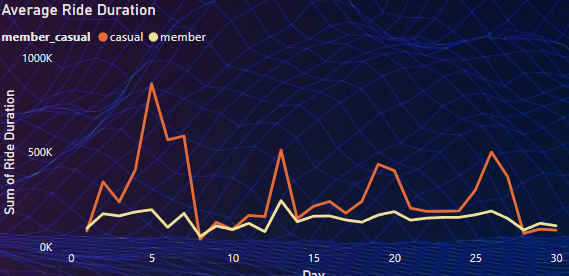 Average Ride Duration
member_casual casual member
1000K
500K
0K
Sum of Ride Duration
0 5 10 15 20 25 30
Day